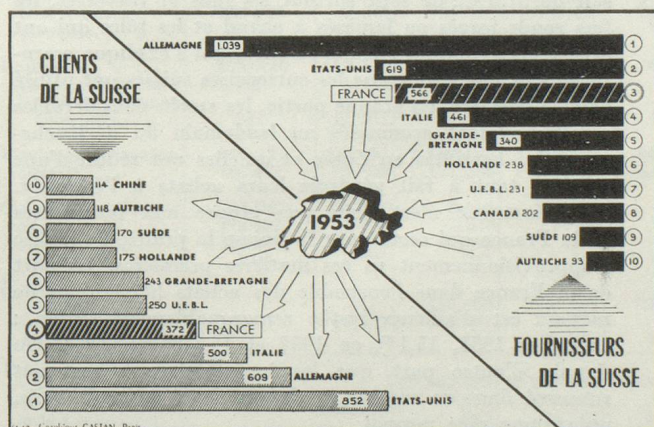 CLIENTS
DE LA SUISSE
ALLEMAGNE 1.039 1
ÉTATS-UNIS 619 2
FRANCE 566 3
ITALIE 461 4
GRANDE-
BRETAGNE 340 5
HOLLANDE 238 6
U.E.B.L. 231 7
CANADA 202 8
SUÈDE 109 9
AUTRICHE 93 10
1953
10 114 CHINE
9 118 AUTRICHE
8 170 SUÈDE
7 175 HOLLANDE
6 243 GRANDE-BRETAGNE
5 250 U.E.B.L.
4 372 FRANCE
3 500 ITALIE
2 609 ALLEMAGNE
1 852 ÉTATS-UNIS
FOURNISSEURS
DE LA SUISSE